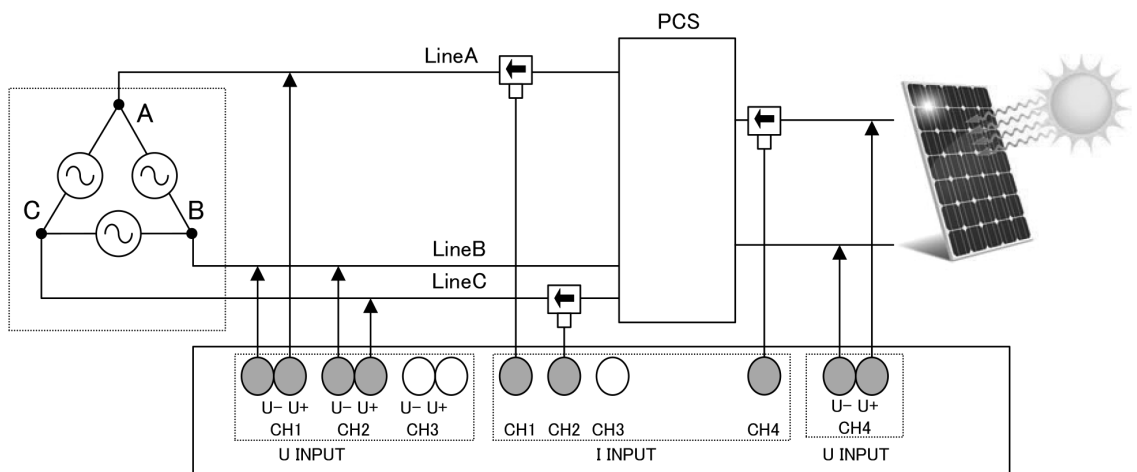 PCS
LineA
A
C
B
LineB
LineC
U- U+ U- U+ U- U+ U- U+
CH1 CH2 CH3 CH1 CH2 CH3 CH4 CH4
U INPUT I INPUT U INPUT